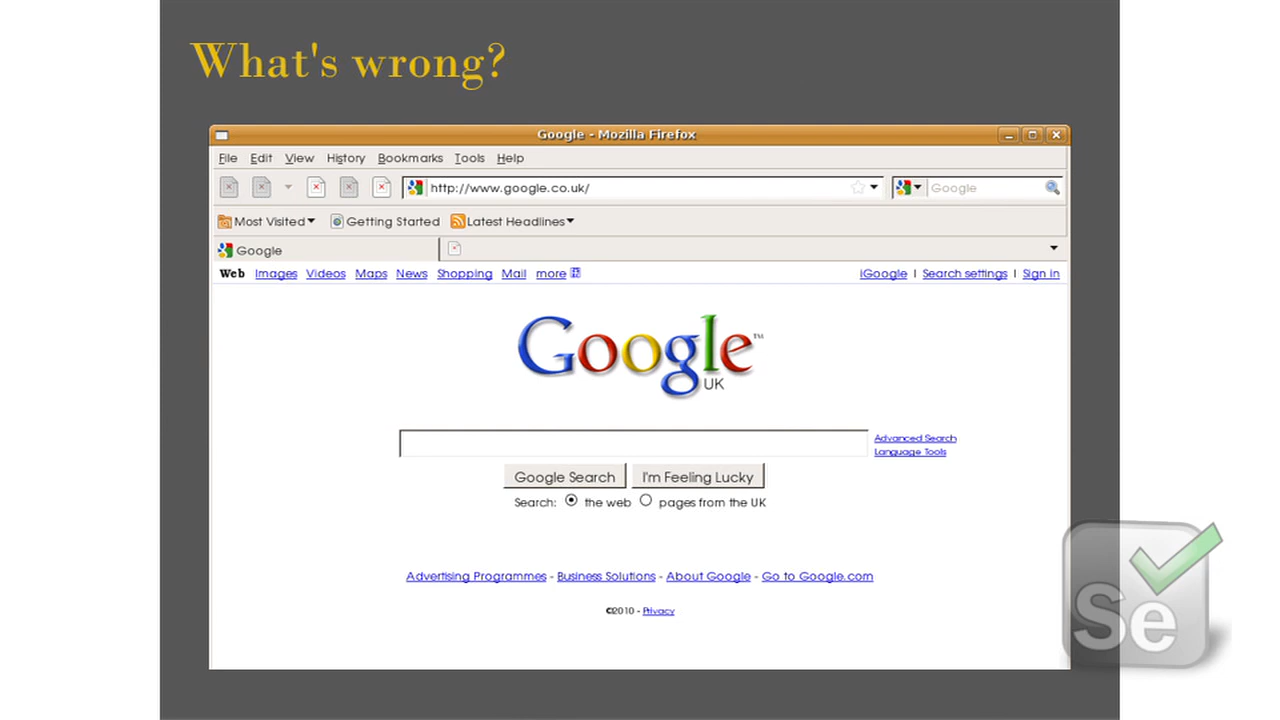 What's wrong?
Google - Mozilla Firefox
File Edit View History Bookmarks Tools Help
http://www.google.co.uk/ Google
Most Visited Getting Started Latest Headlines
Google
Web Images Videos Maps News Shopping Mail more iGoogle | Search settings | Sign in
Google™
UK
Advanced Search
Language Tools
Google Search I'm Feeling Lucky
Search: the web pages from the UK
Advertising Programmes - Business Solutions - About Google - Go to Google.com
©2010 - Privacy
Se